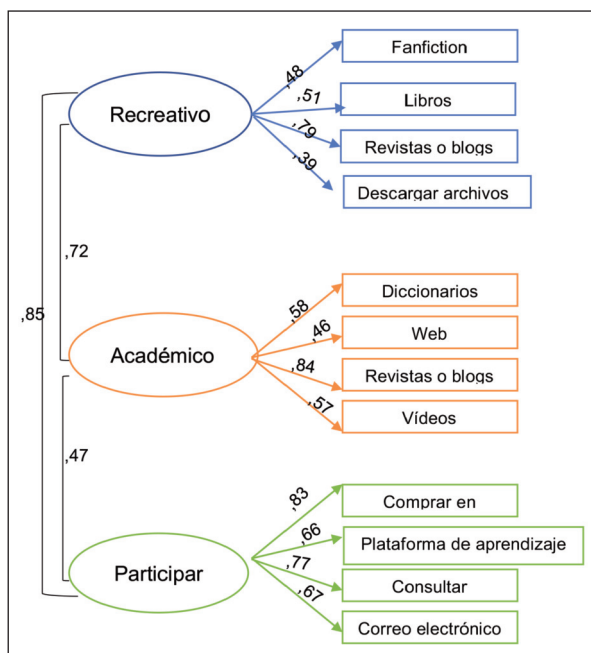 Fanfiction
,48
Recreativo
,51
Libros
,79
Revistas o blogs
,39
Descargar archivos
,72
,85
Diccionarios
,58
,46
Web
Académico
,84
Revistas o blogs
,57
Vídeos
,47
,83
Comprar en
,66
Plataforma de aprendizaje
Participar
,77
Consultar
,67
Correo electrónico